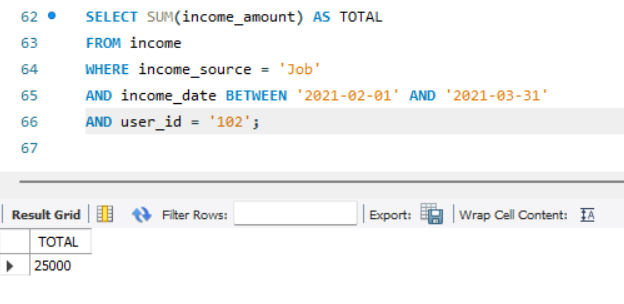 62 SELECT SUM(income_amount) AS TOTAL
63 FROM income
64 WHERE income_source = 'Job'
65 AND income_date BETWEEN '2021-02-01' AND '2021-03-31'
66 AND user_id = '102';
67
Result Grid Filter Rows: Export: Wrap Cell Content: IA
TOTAL
25000